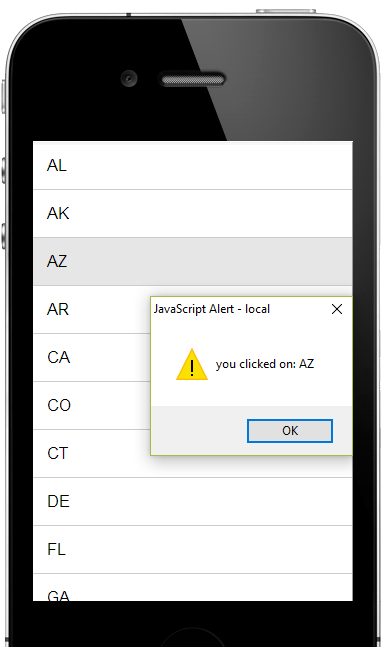 AL
AK
AZ
AR
CA
CO
CT
DE
FL
GA
JavaScript Alert - local
you clicked on: AZ
OK